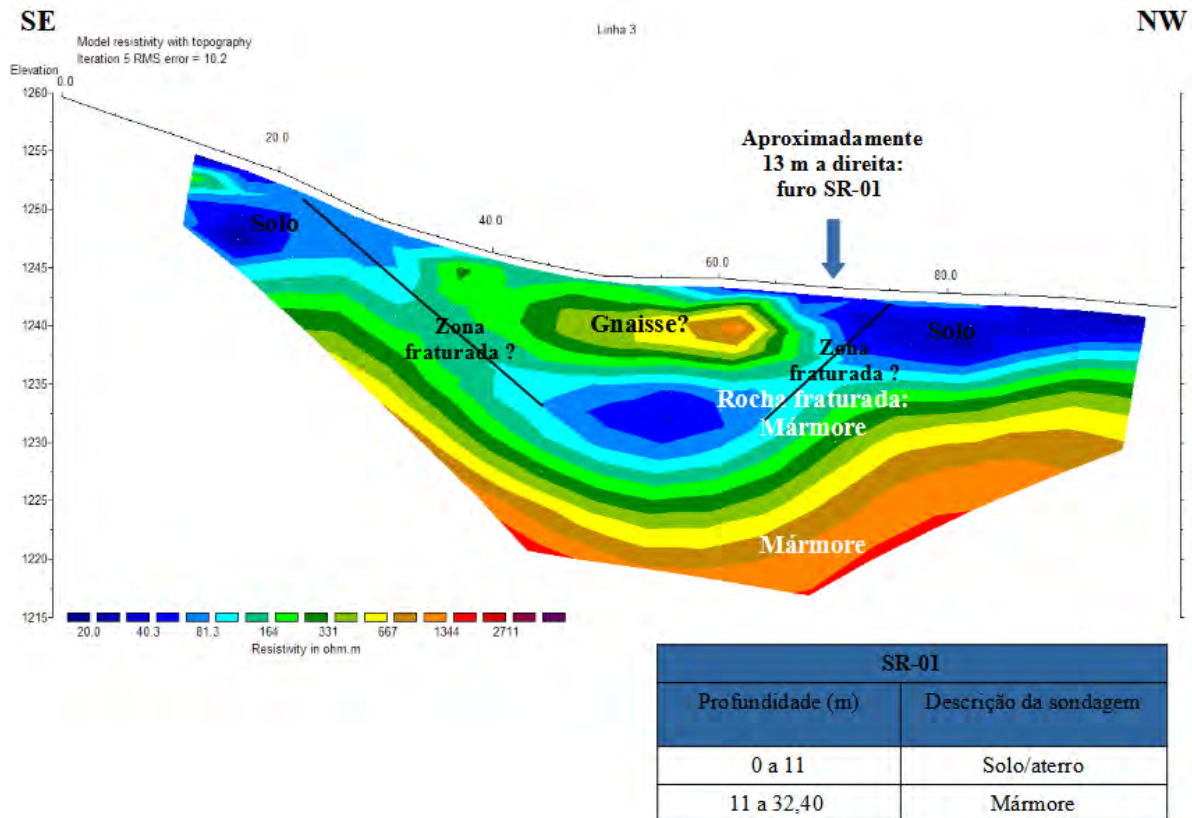 SE
NW
Model resistivity with topography
Iteration 5 RMS error = 10.2
Linha 3
Elevation
0.0
20.0
40.0
60.0
80.0
1260
1255
1250
1245
1240
1235
1230
1225
1220
1215
Aproximadamente
13 m a direita:
furo SR-01
Solo
Zona
fraturada ?
Gnaisse?
Solo
Zona
fraturada ?
Rocha fraturada:
Mármore
Mármore
20.0 40.3 81.3 164 331 667 1344 2711
Resistivity in ohm.m
SR-01
Profundidade (m) Descrição da sondagem
0 a 11 Solo/aterro
11 a 32,40 Mármore